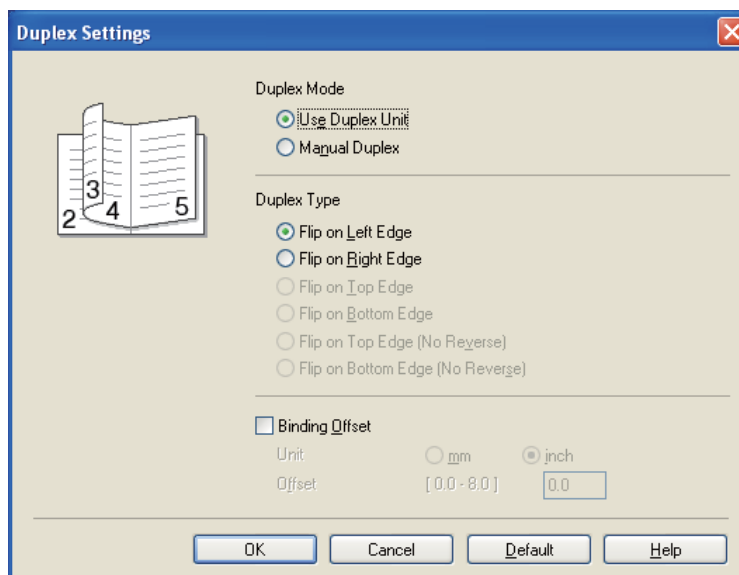 Duplex Settings
Duplex Mode
Use Duplex Unit
Manual Duplex
2 3 4 5
Duplex Type
Flip on Left Edge
Flip on Right Edge
Flip on Top Edge
Flip on Bottom Edge
Flip on Top Edge (No Reverse)
Flip on Bottom Edge (No Reverse)
Binding Offset
Unit mm inch
Offset [ 0.0 - 8.0 ] 0.0
OK Cancel Default Help